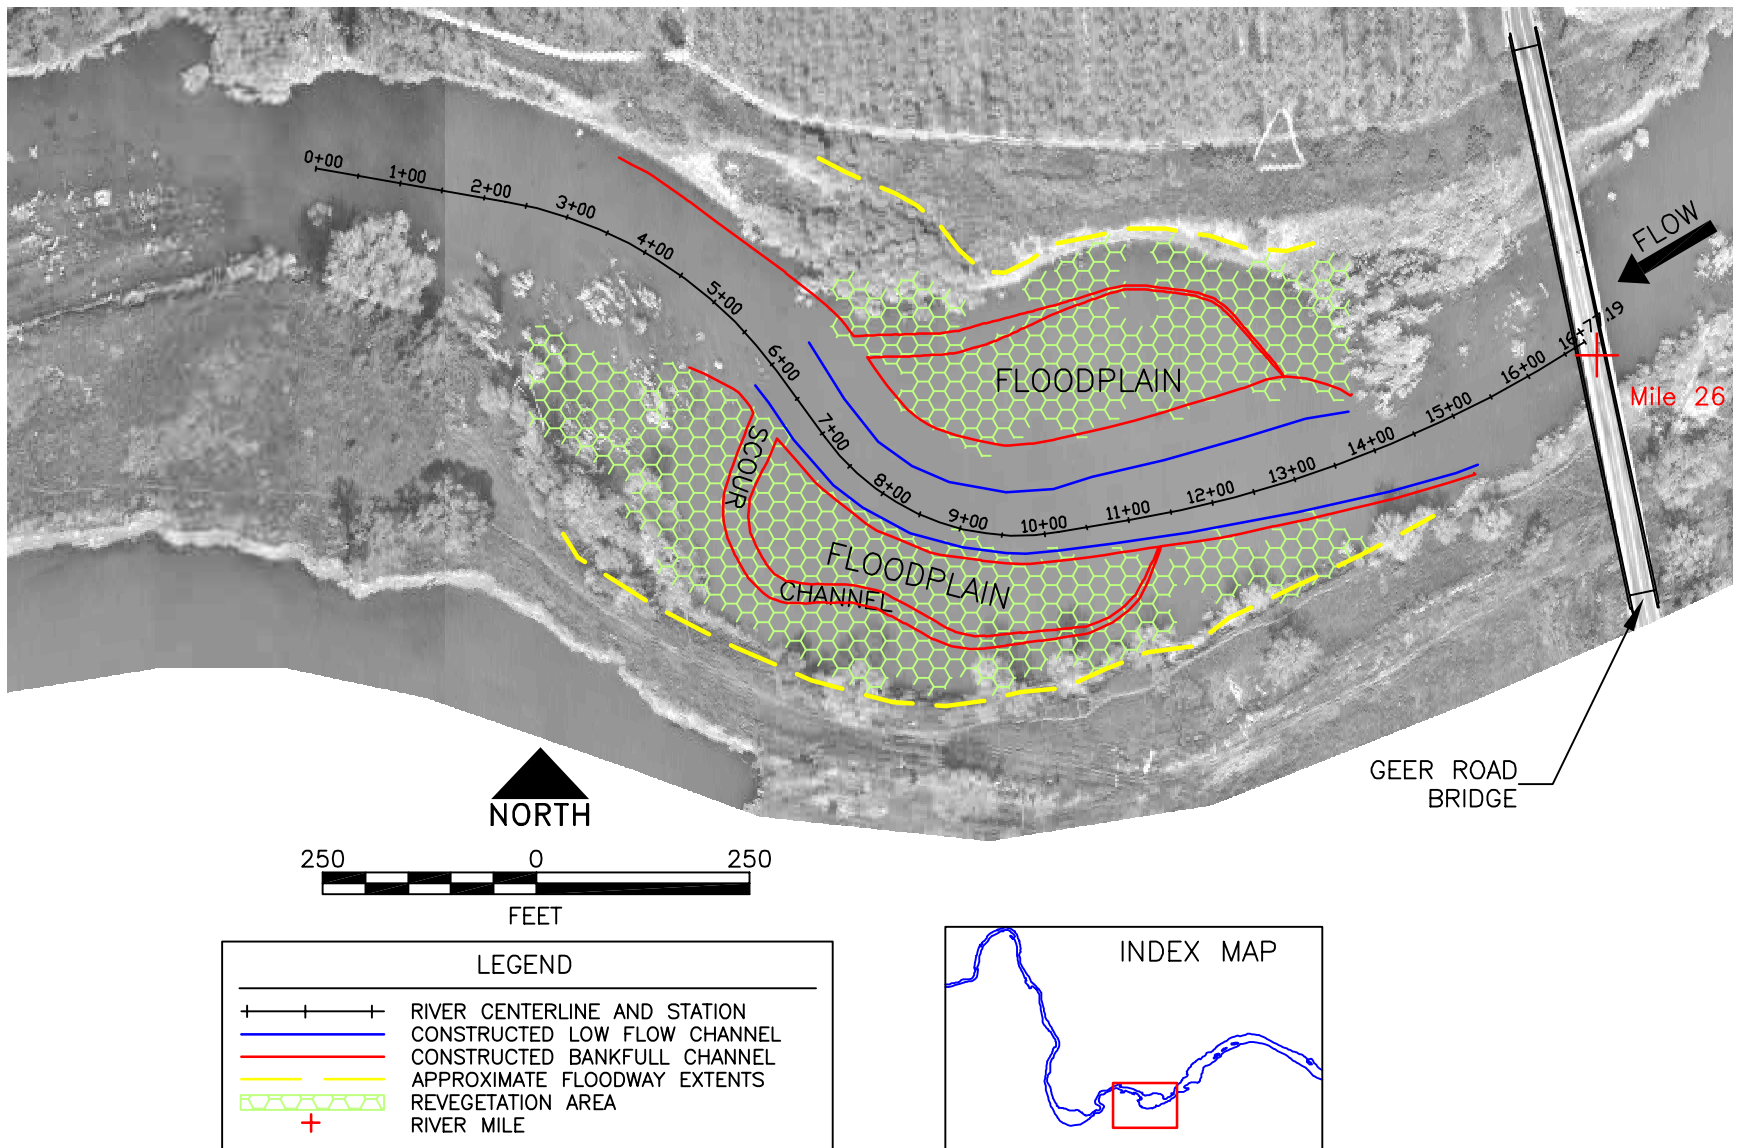 0+00
1+00
2+00
3+00
4+00
5+00
6+00
7+00
8+00
9+00
10+00
11+00
12+00
13+00
14+00
15+00
16+00
16+77.19
FLOW
Mile 26
FLOODPLAIN
SCOUR
CHANNEL
FLOODPLAIN
GEER ROAD
BRIDGE
NORTH
250 0 250
FEET
LEGEND
RIVER CENTERLINE AND STATION
CONSTRUCTED LOW FLOW CHANNEL
CONSTRUCTED BANKFULL CHANNEL
APPROXIMATE FLOODWAY EXTENTS
REVEGETATION AREA
RIVER MILE
INDEX MAP